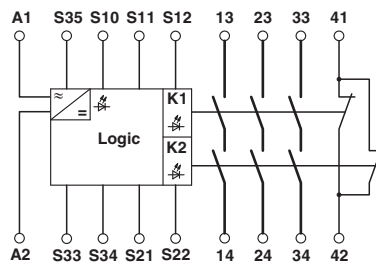 A1 S35 S10 S11 S12 13 23 33 41
≂ K1
=
Logic
K2
A2 S33 S34 S21 S22 14 24 34 42